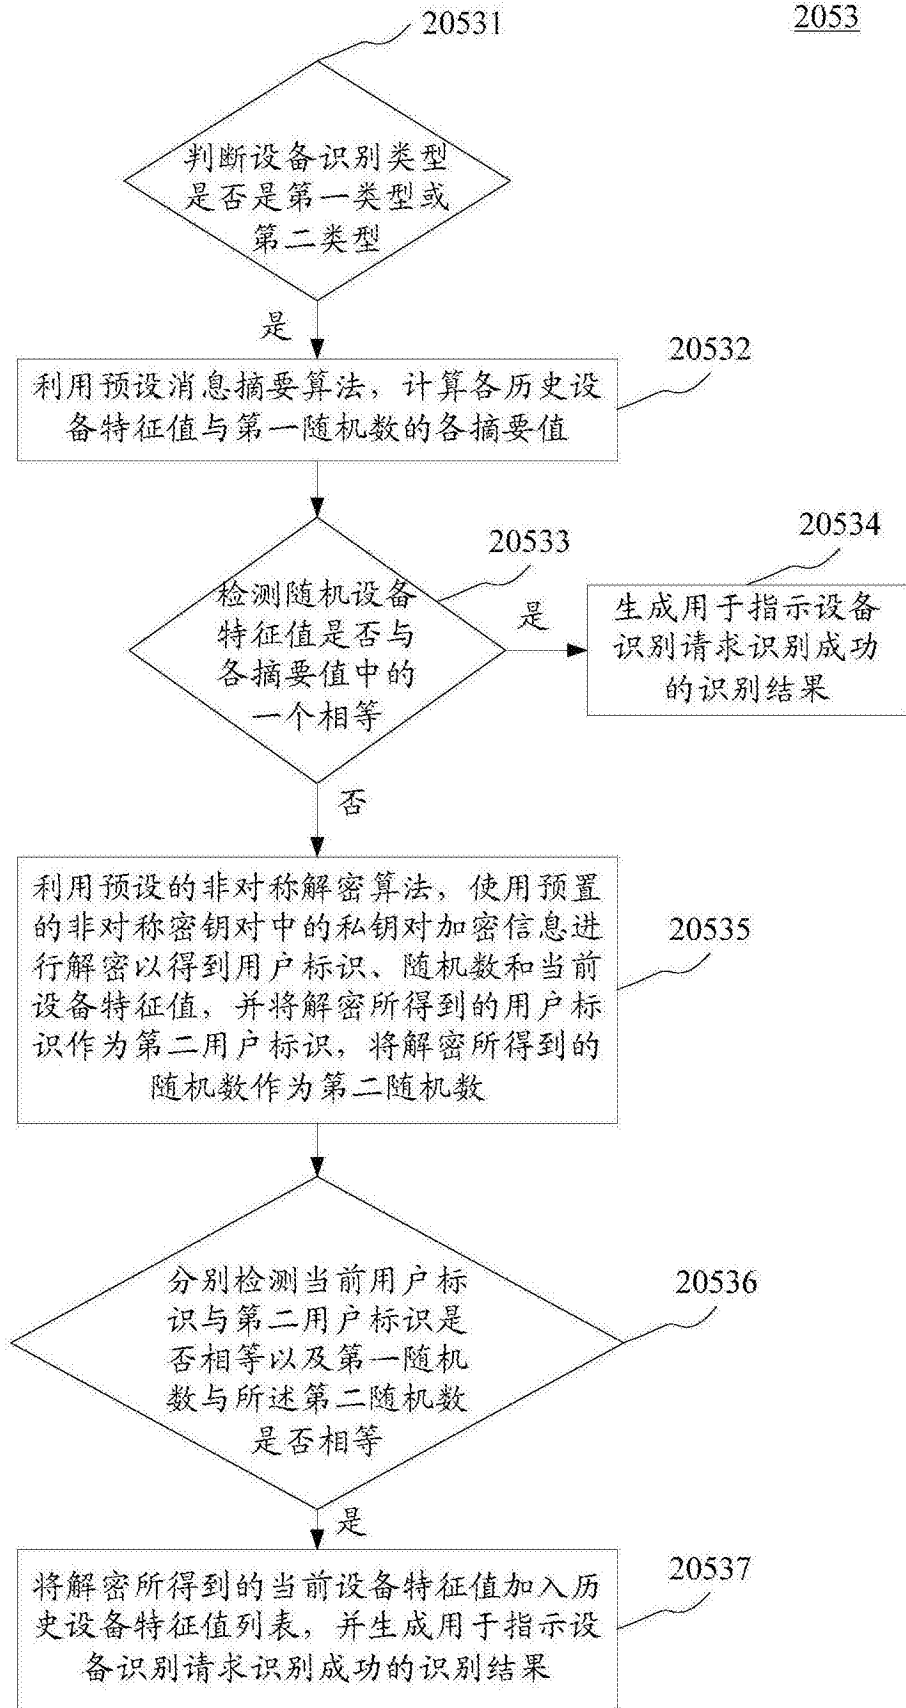 20531
2053
判断设备识别类型
是否是第一类型或
第二类型
是
20532
利用预设消息摘要算法，计算各历史设
备特征值与第一随机数的各摘要值
20533
20534
检测随机设备
特征值是否与
各摘要值中的
一个相等
是
生成用于指示设备
识别请求识别成功
的识别结果
否
20535
利用预设的非对称解密算法，使用预置
的非对称密钥对中的私钥对加密信息进
行解密以得到用户标识、随机数和当前
设备特征值，并将解密所得到的用户标
识作为第二用户标识，将解密所得到的
随机数作为第二随机数
20536
分别检测当前用户标
识与第二用户标识是
否相等以及第一随机
数与所述第二随机数
是否相等
是
20537
将解密所得到的当前设备特征值加入历
史设备特征值列表，并生成用于指示设
备识别请求识别成功的识别结果